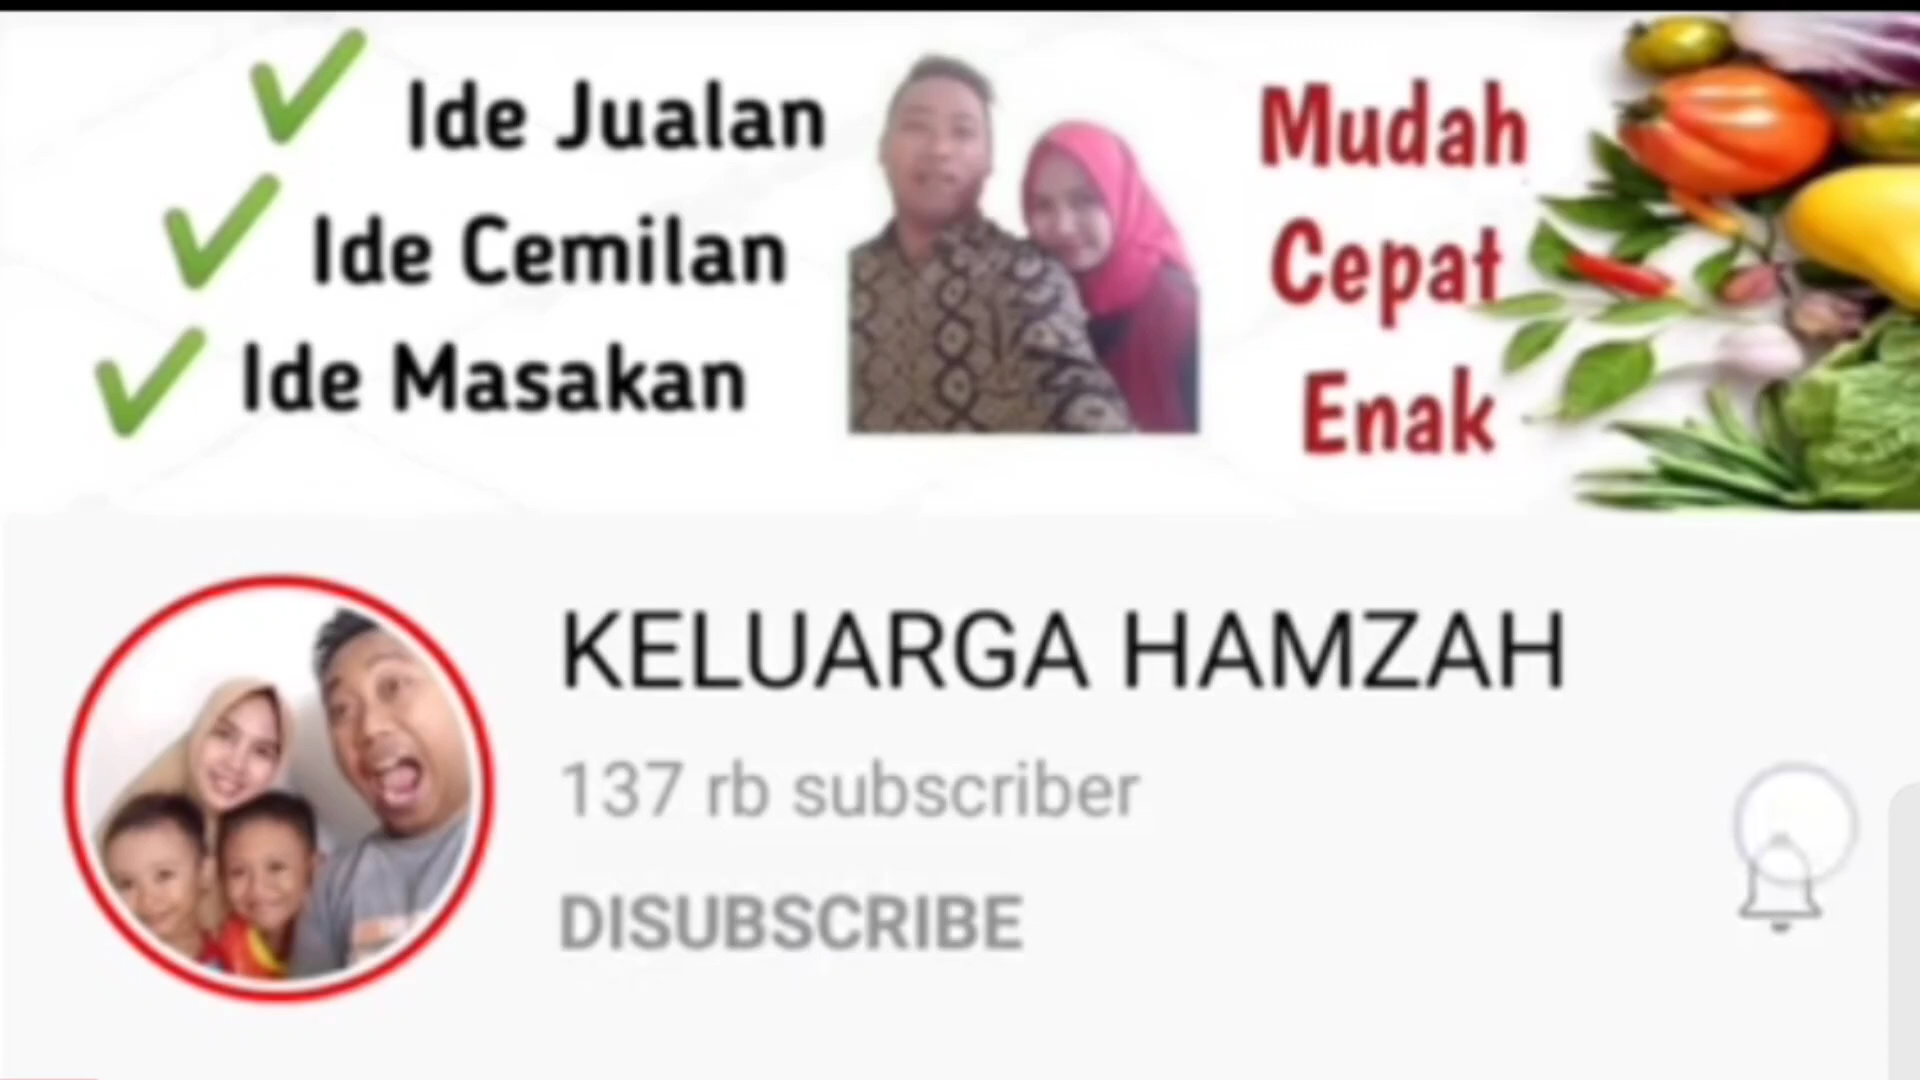 Ide Jualan
Ide Cemilan
Ide Masakan
Mudah
Cepat
Enak
KELUARGA HAMZAH
137 rb subscriber
DISUBSCRIBE